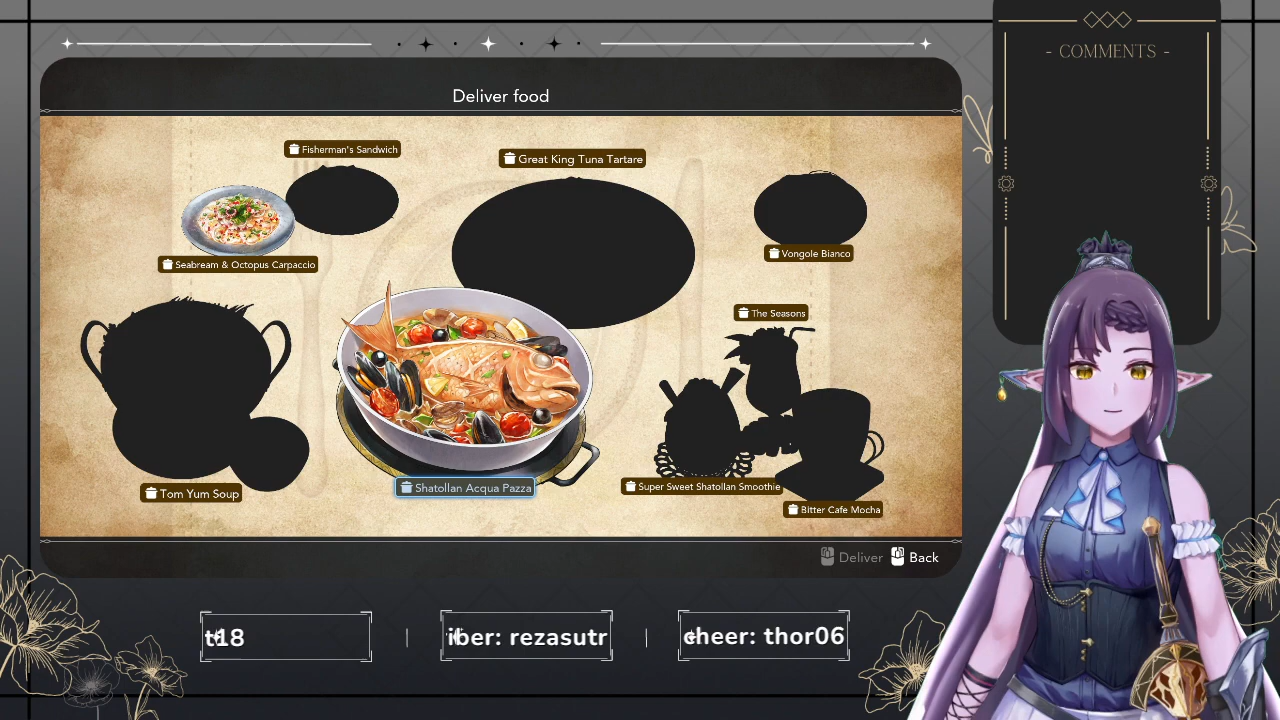 - COMMENTS -
Deliver food
Fisherman's Sandwich
Great King Tuna Tartare
Seabream & Octopus Carpaccio
Vongole Bianco
The Seasons
Tom Yum Soup
Shatollan Acqua Pazza
Super Sweet Shatollan Smoothie
Bitter Cafe Mocha
Deliver Back
t18
iber: rezasutr
cheer: thor06